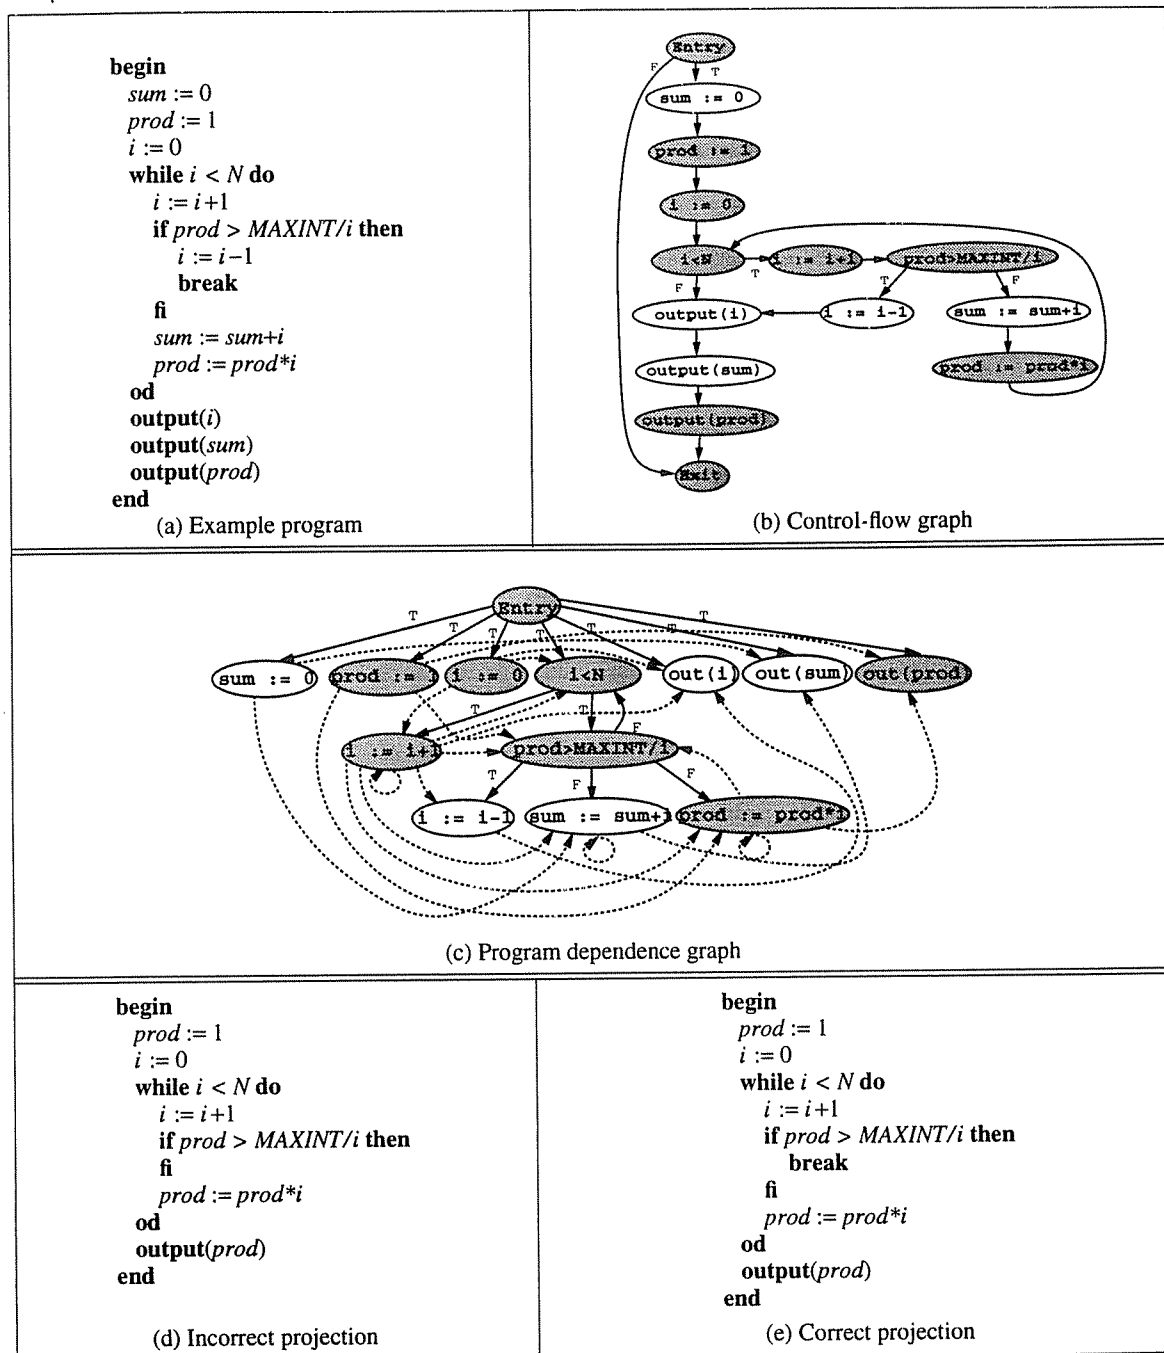 begin
sum := 0
prod := 1
i := 0
while i < N do
i := i+1
if prod > MAXINT/i then
i := i−1
break
fi
sum := sum+i
prod := prod*i
od
output(i)
output(sum)
output(prod)
end
(a) Example program
Entry
F
T
sum := 0
prod := 1
i := 0
i<N
T
i := i+1
prod>MAXINT/i
F
T
F
output(i)
i := i-1
sum := sum+i
output(sum)
prod := prod*i
output(prod)
Exit
(b) Control-flow graph
Entry
T
T
T
T
T
T
T
sum := 0
prod := 1
i := 0
i<N
out(i)
out(sum)
out(prod)
T
T
F
i := i+1
prod>MAXINT/i
T
F
F
i := i-1
sum := sum+i
prod := prod*i
(c) Program dependence graph
begin
prod := 1
i := 0
while i < N do
i := i+1
if prod > MAXINT/i then
fi
prod := prod*i
od
output(prod)
end
(d) Incorrect projection
begin
prod := 1
i := 0
while i < N do
i := i+1
if prod > MAXINT/i then
break
fi
prod := prod*i
od
output(prod)
end
(e) Correct projection